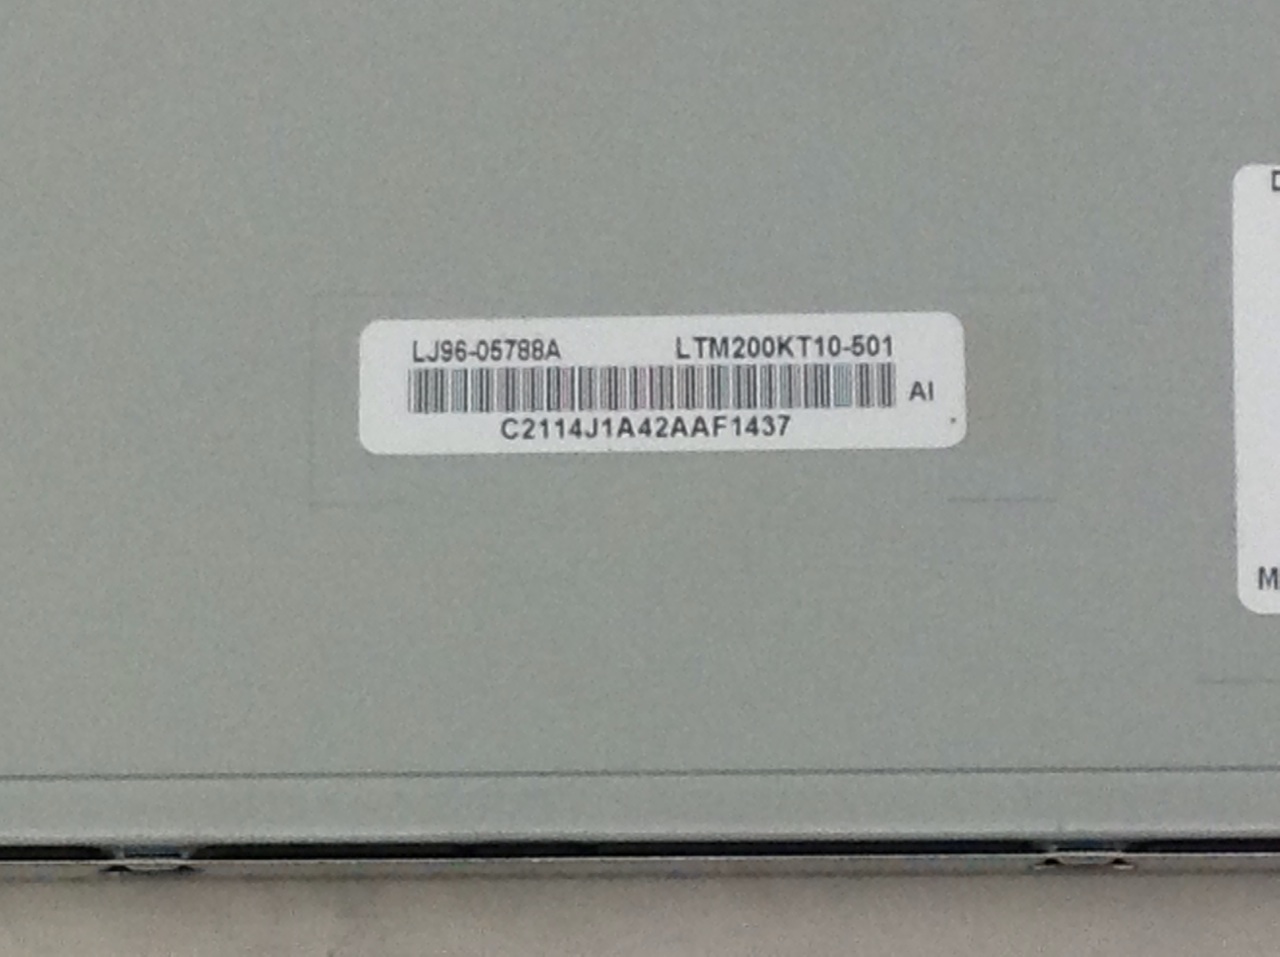 LJ96-05788A LTM200KT10-501
AI
C2114J1A42AAF1437
M